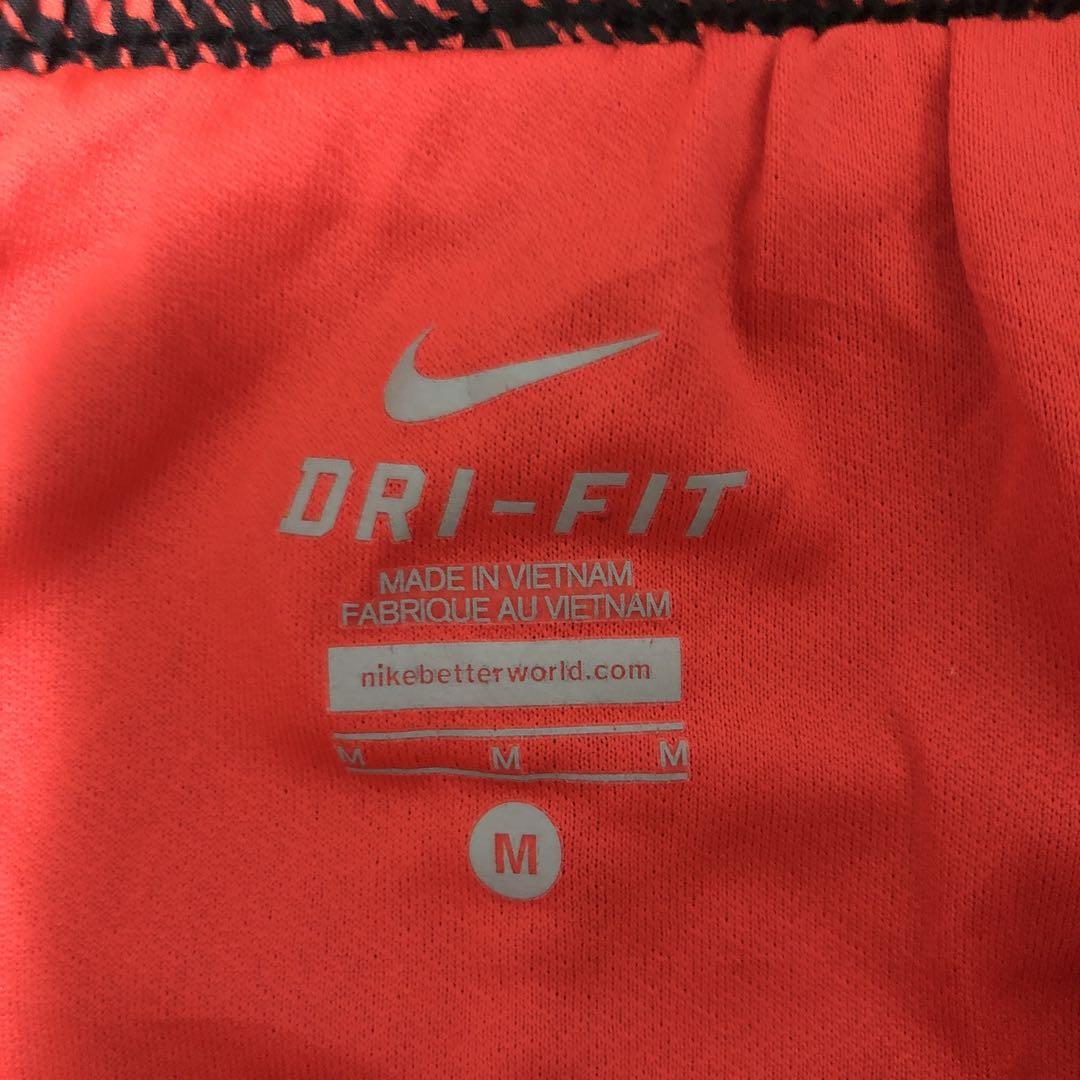 DRI-FIT
MADE IN VIETNAM
FABRIQUE AU VIETNAM
nikebetterworld.com
M M M
M